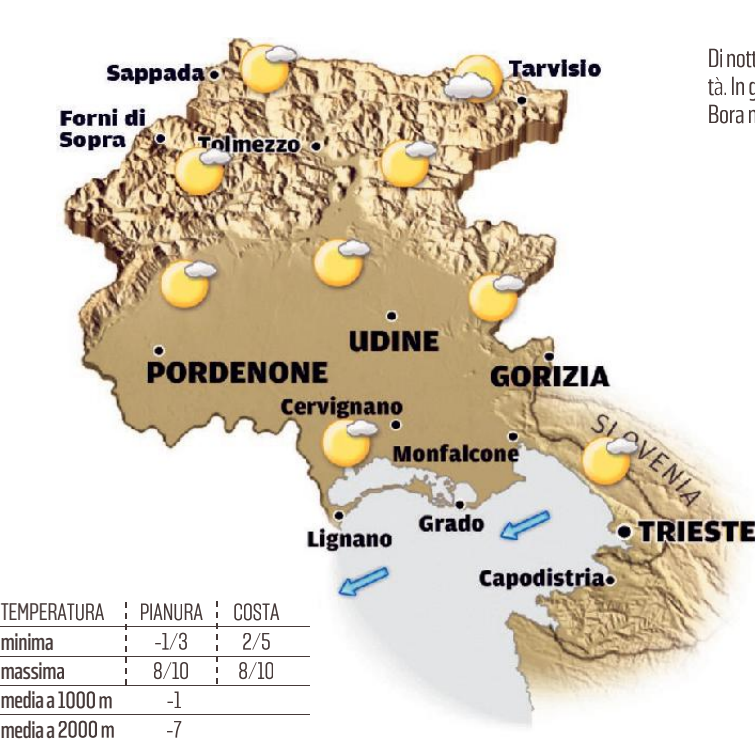 Di nott
tà. In g
Bora n
Sappada
Tarvisio
Forni di
Sopra
Tolmezzo
UDINE
PORDENONE
GORIZIA
Cervignano
SLOVENIA
Monfalcone
Grado
Lignano
TRIESTE
Capodistria
TEMPERATURA PIANURA COSTA
minima -1/3 2/5
massima 8/10 8/10
media a 1000 m -1
media a 2000 m -7